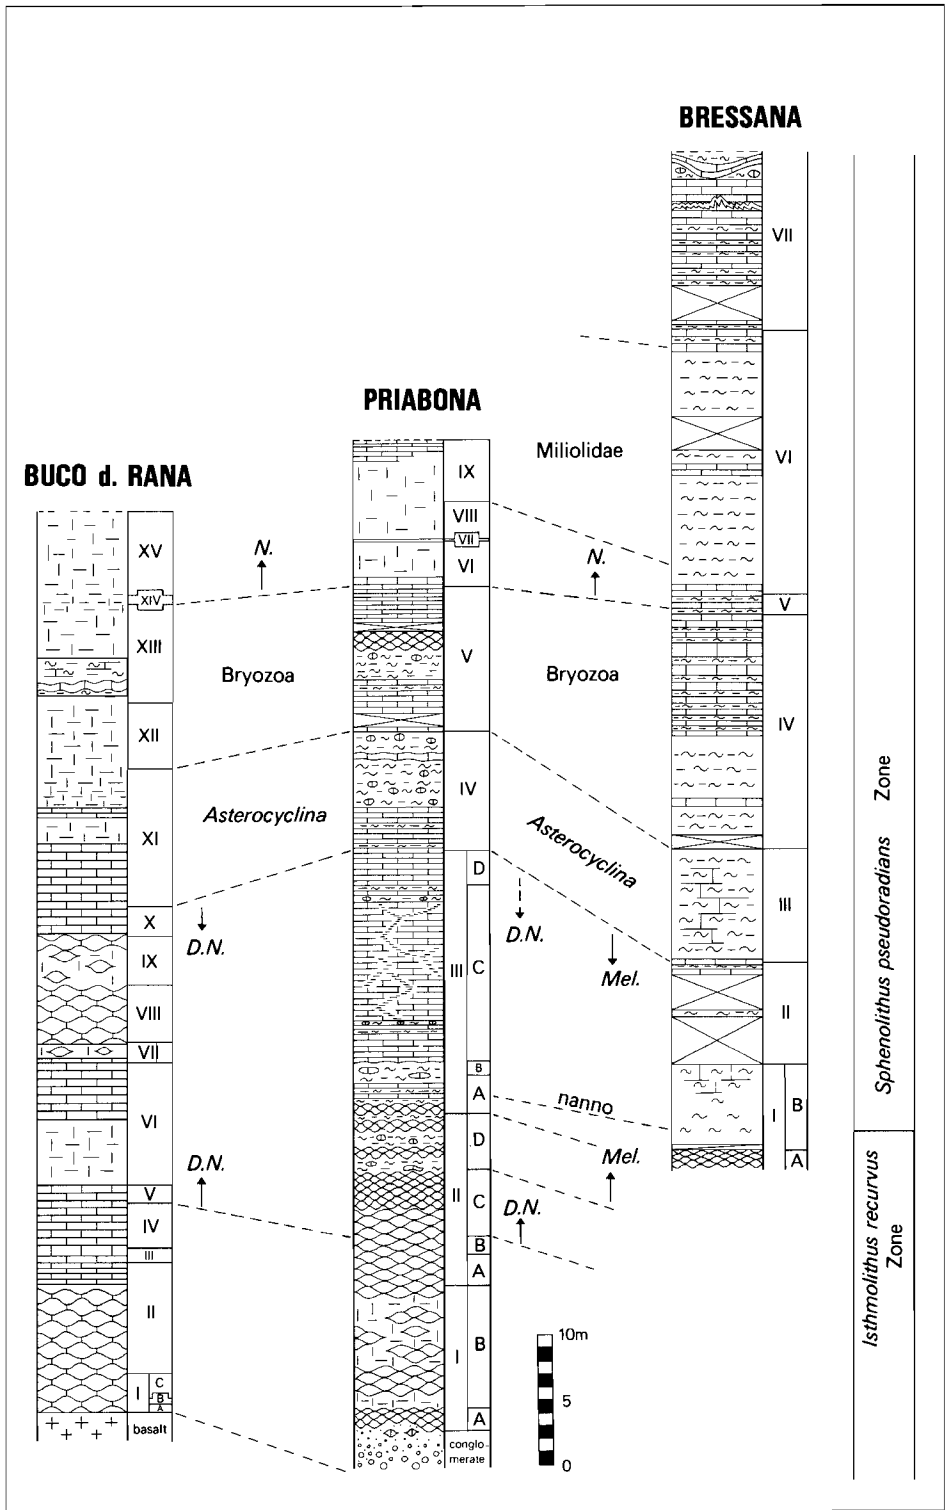 BRESSANA
VII
VI
V
IV
III
II
I
B
A
PRIABONA
IX
VIII
VII
VI
V
IV
D
III
C
B
A
D
II
C
B
A
I
B
A
conglo-
merate
BUCO d. RANA
XV
XIV
XIII
XII
XI
X
IX
VIII
VII
VI
V
IV
III
II
I
C
B
A
basalt
Miliolidae
N.
N.
Bryozoa
Bryozoa
Asterocyclina
Asterocyclina
D.N.
D.N.
Mel.
nanno
D.N.
Mel.
D.N.
10m
5
0
Sphenolithus pseudoradians Zone
Isthmolithus recurvus
Zone